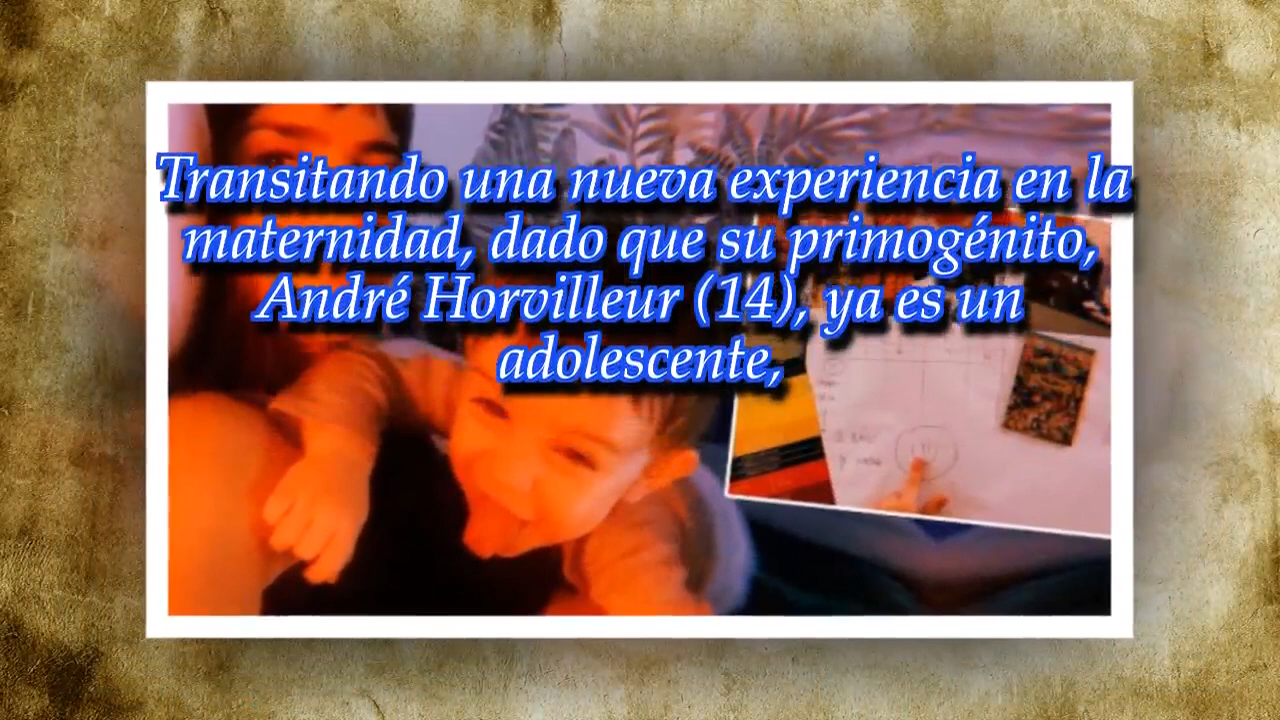 Transitando una nueva experiencia en la
maternidad, dado que su primogénito,
André Horvilleur (14), ya es un
adolescente,